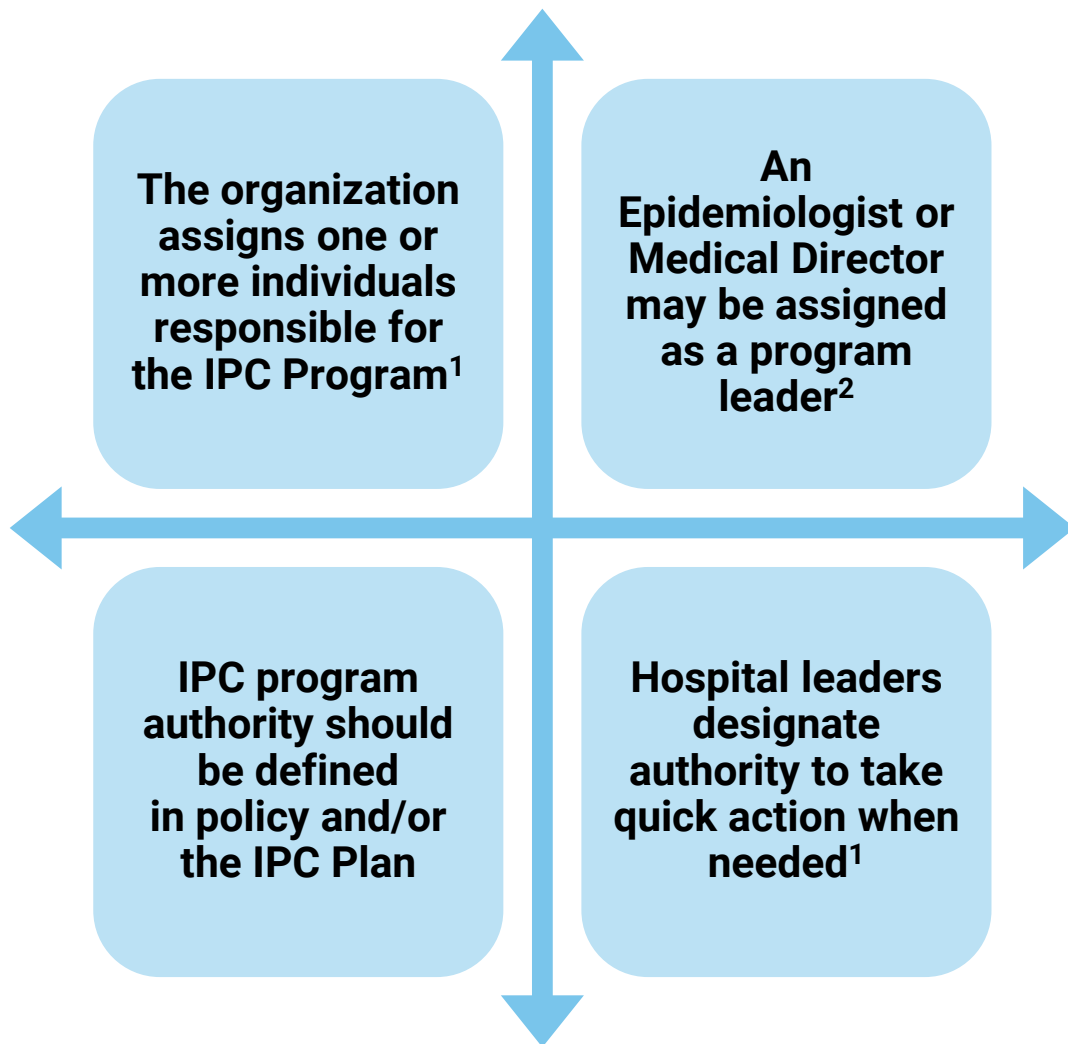 The organization
assigns one or
more individuals
responsible for
the IPC Program¹
An
Epidemiologist or
Medical Director
may be assigned
as a program
leader²
IPC program
authority should
be defined
in policy and/or
the IPC Plan
Hospital leaders
designate
authority to take
quick action when
needed¹